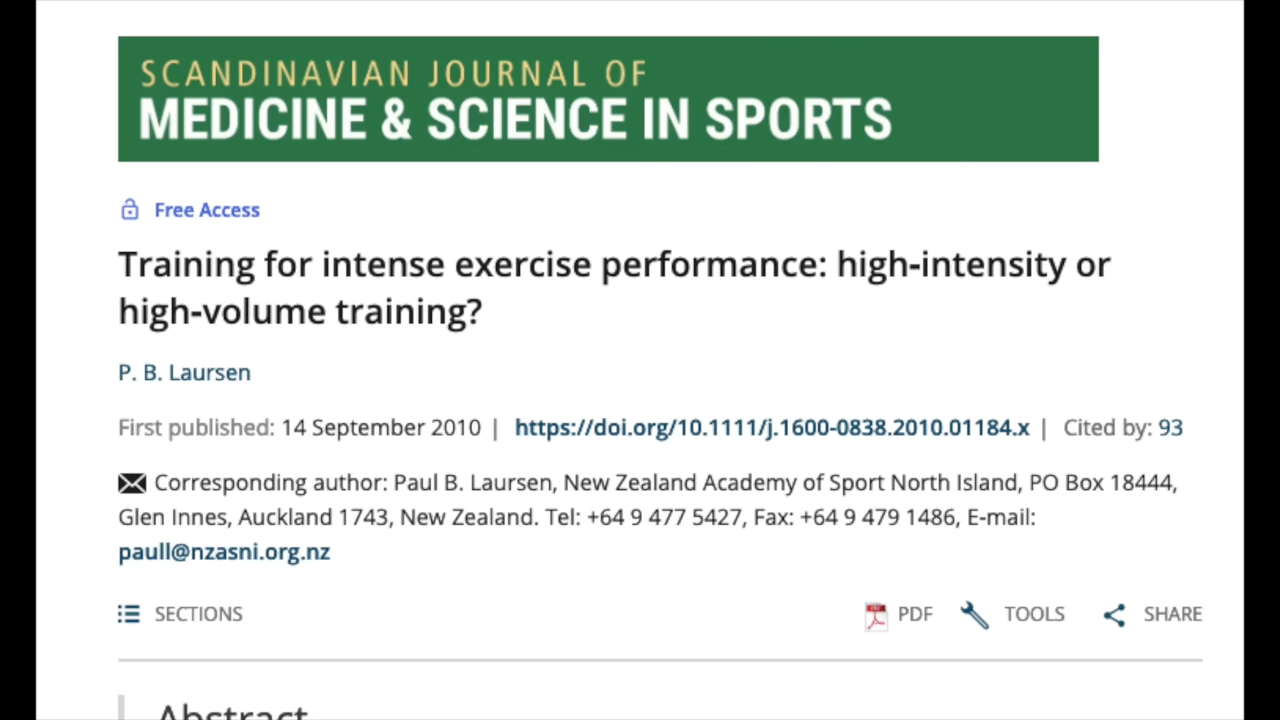 SCANDINAVIAN JOURNAL OF
MEDICINE & SCIENCE IN SPORTS
Free Access
Training for intense exercise performance: high-intensity or
high-volume training?
P. B. Laursen
First published: 14 September 2010 | https://doi.org/10.1111/j.1600-0838.2010.01184.x | Cited by: 93
Corresponding author: Paul B. Laursen, New Zealand Academy of Sport North Island, PO Box 18444,
Glen Innes, Auckland 1743, New Zealand. Tel: +64 9 477 5427, Fax: +64 9 479 1486, E-mail:
paull@nzasni.org.nz
SECTIONS PDF TOOLS SHARE
Abstract